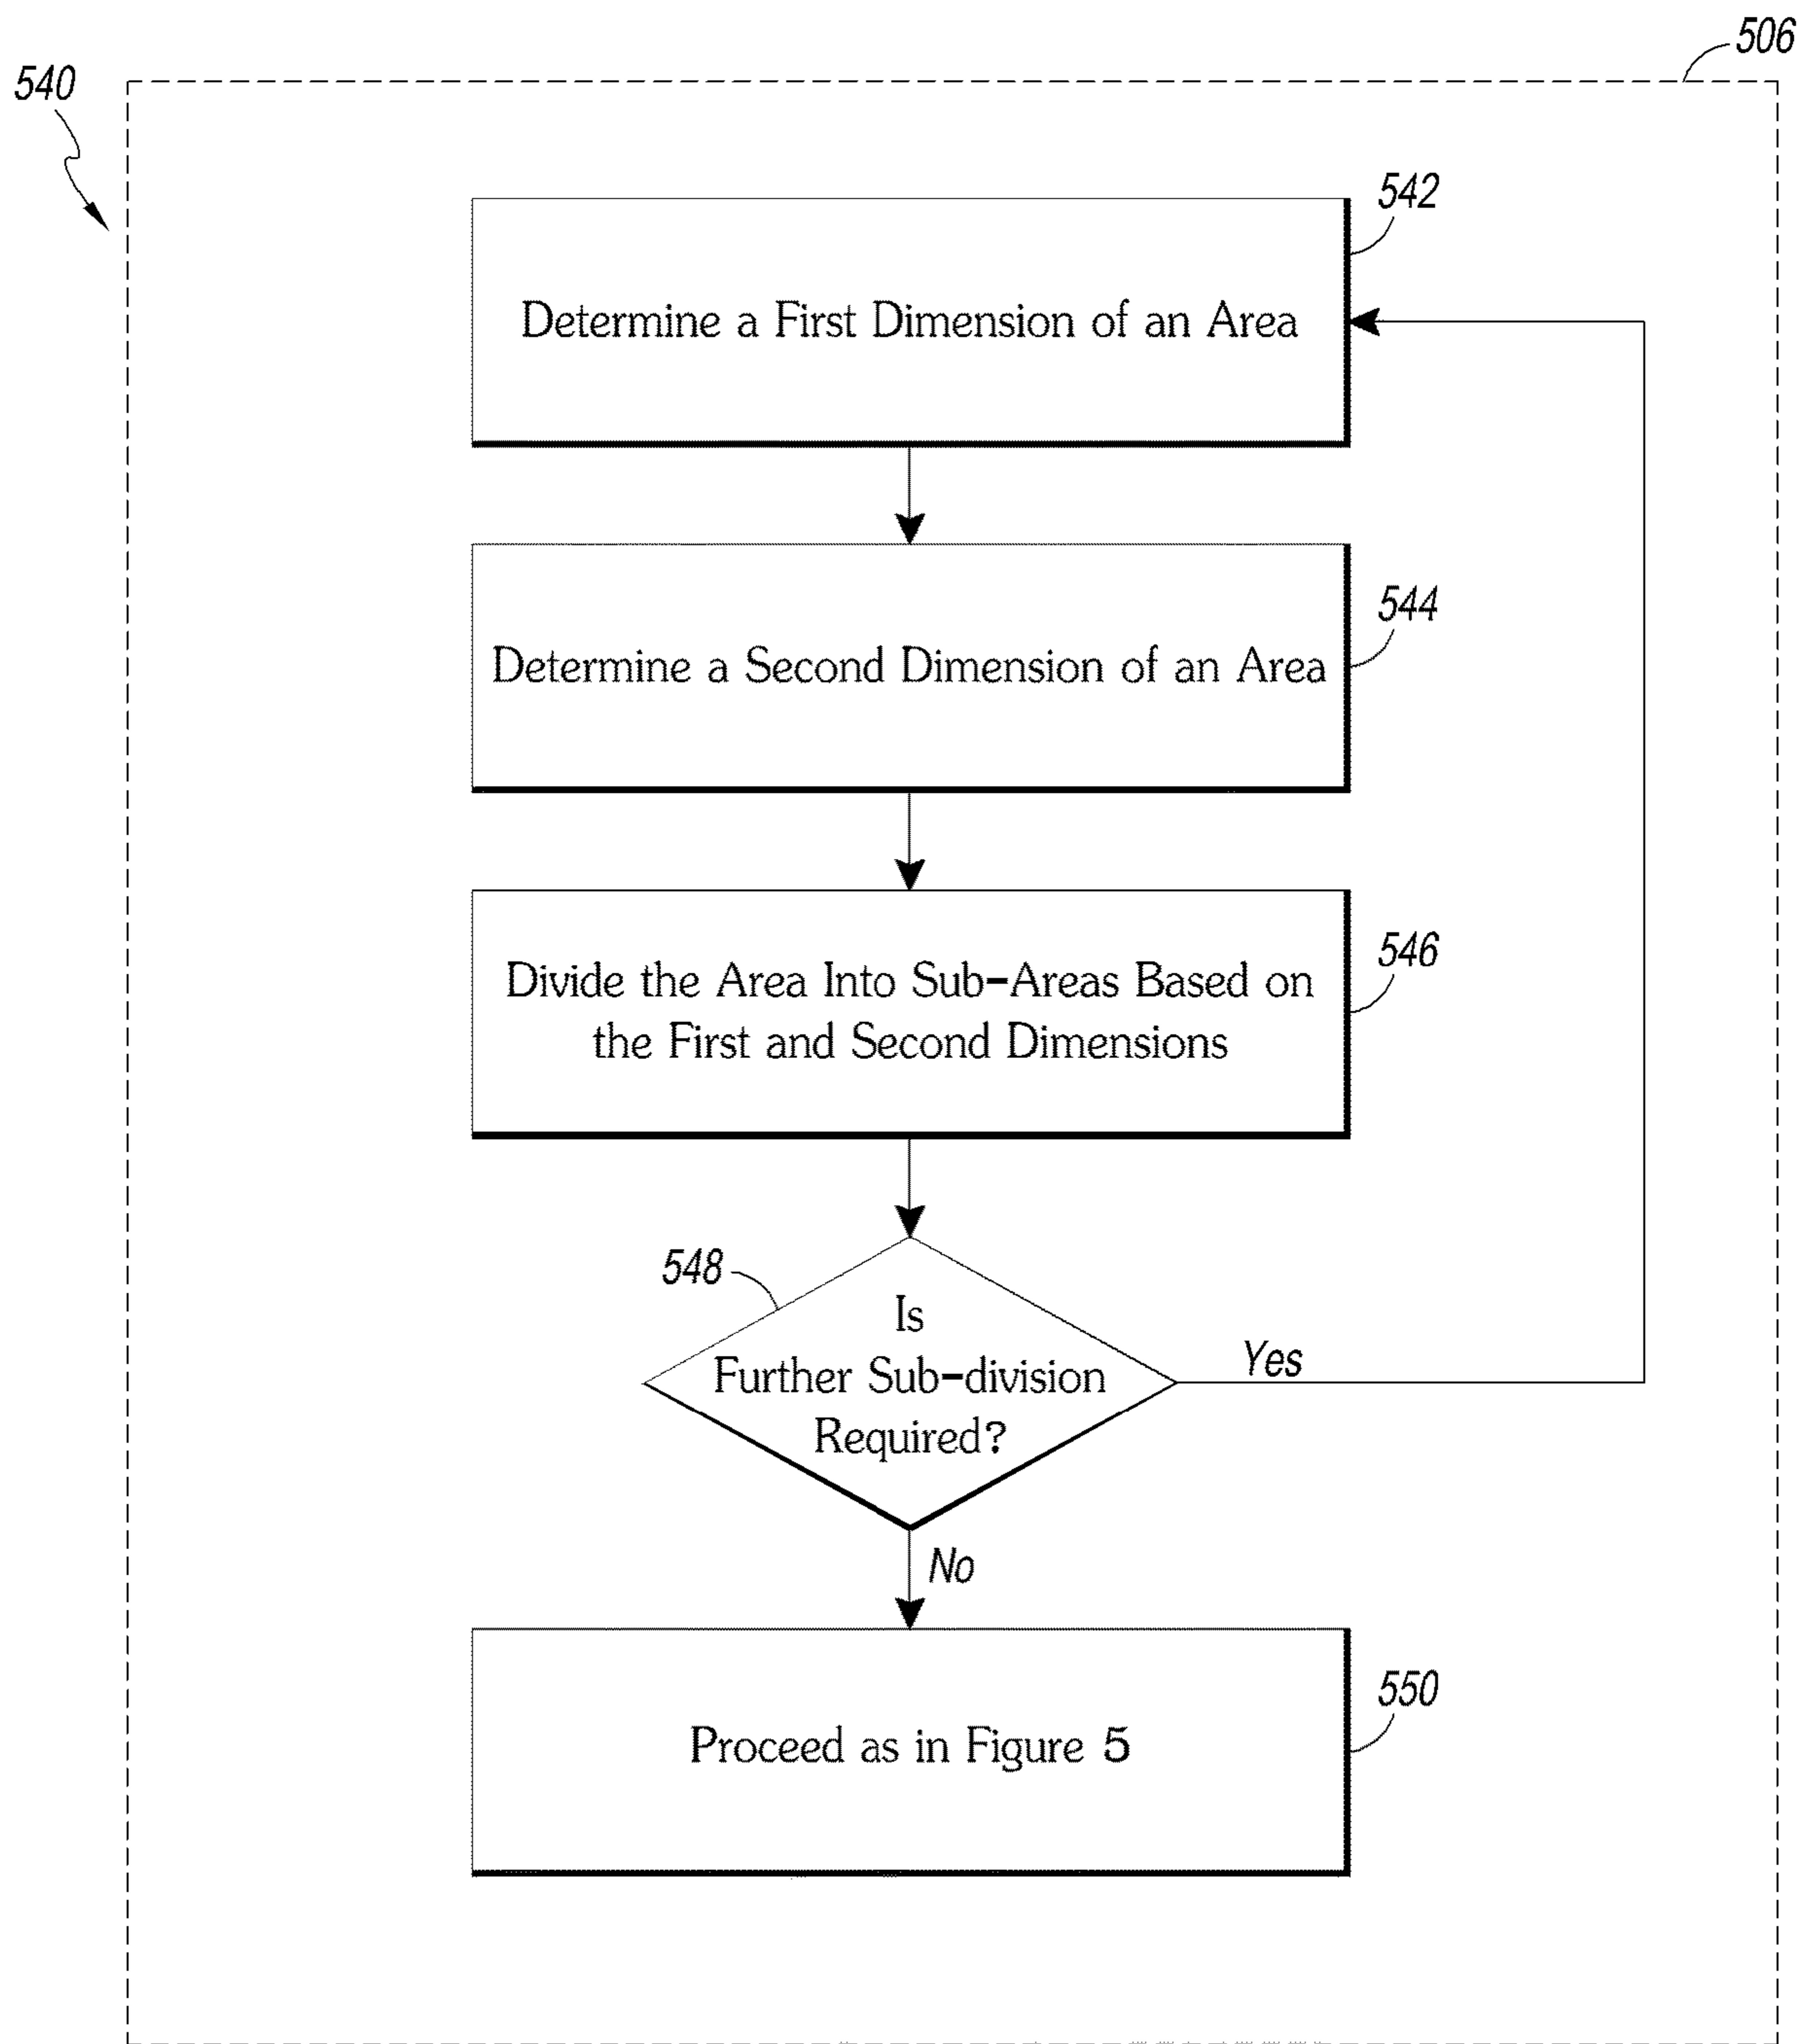 506
540
542
Determine a First Dimension of an Area
544
Determine a Second Dimension of an Area
546
Divide the Area Into Sub-Areas Based on
the First and Second Dimensions
548
Is
Further Sub-division
Required?
Yes
No
550
Proceed as in Figure 5